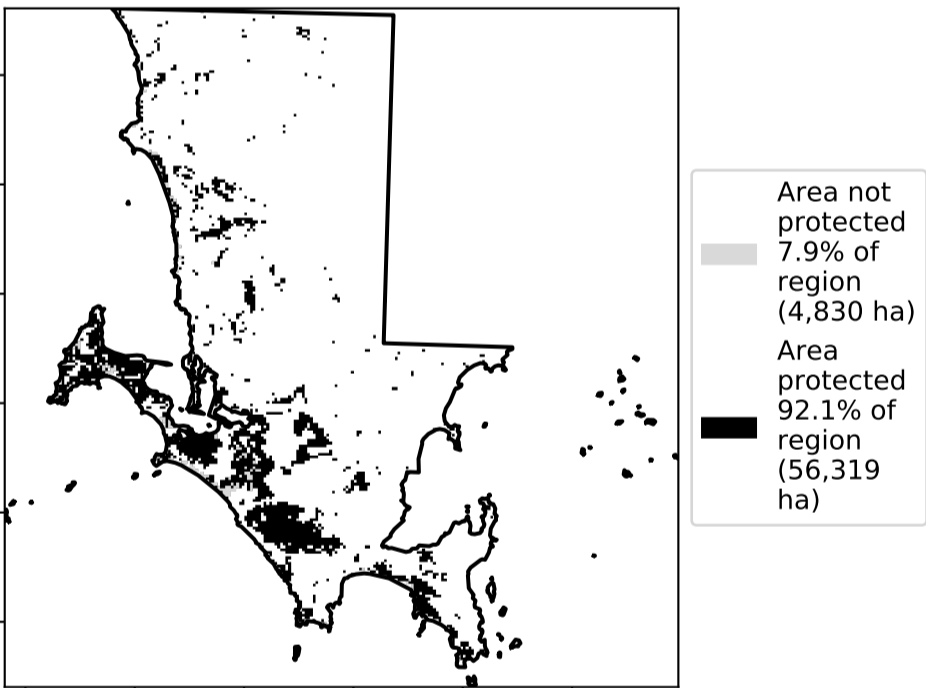 Area not
protected
7.9% of
region
(4,830 ha)
Area
protected
92.1% of
region
(56,319
ha)